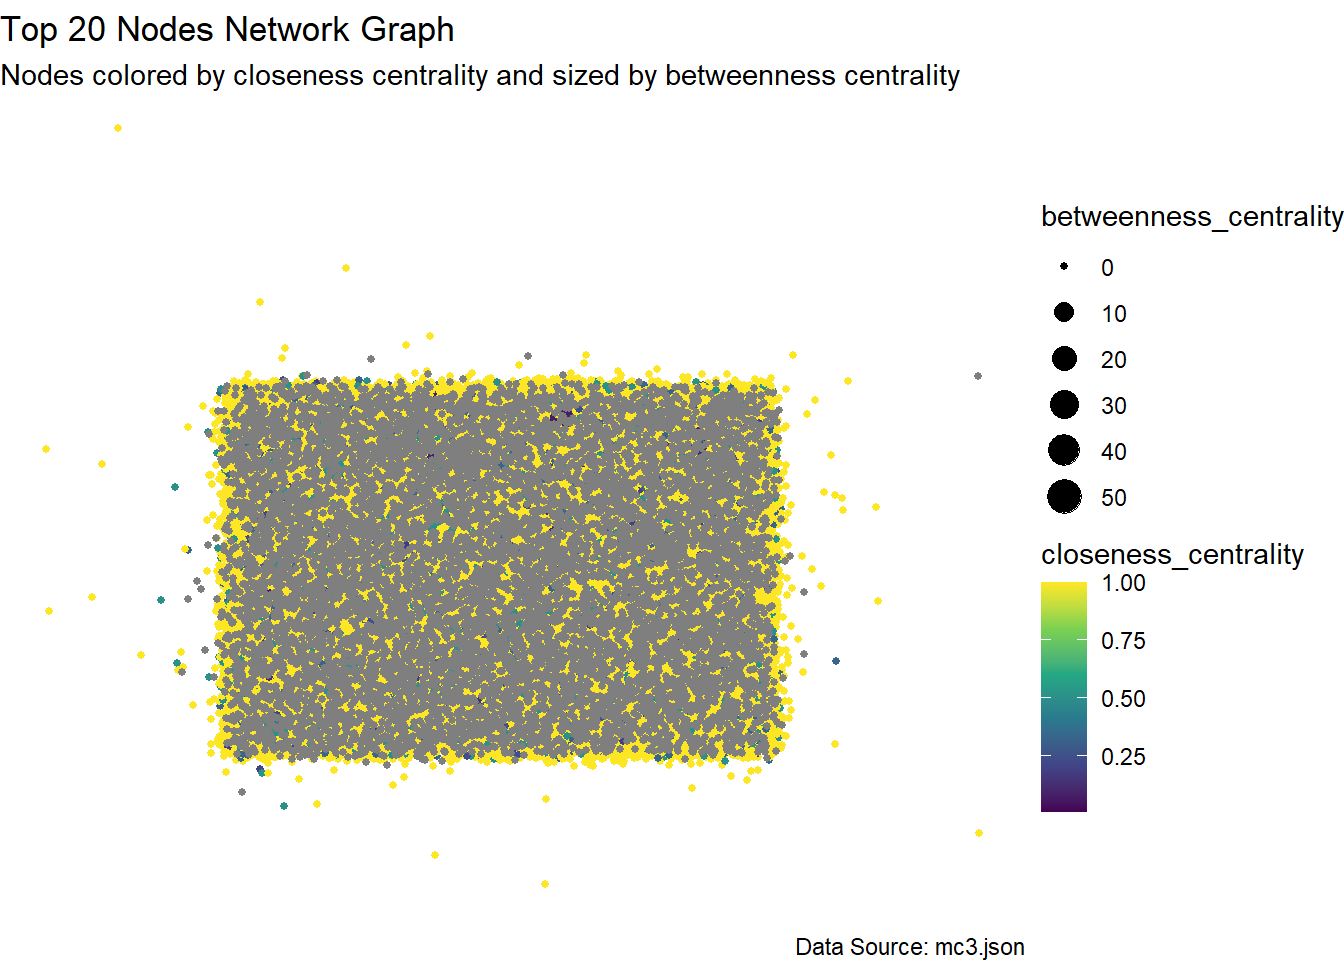 Top 20 Nodes Network Graph
Nodes colored by closeness centrality and sized by betweenness centrality
betweenness_centrality
0
10
20
30
40
50
closeness_centrality
1.00
0.75
0.50
0.25
Data Source: mc3.json